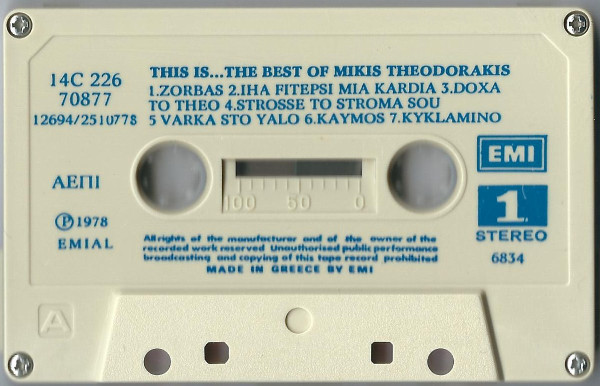 14C 226
70877
12694/2510778
THIS IS...THE BEST OF MIKIS THEODORAKIS
1.ZORBAS 2.IHA FITEPSI MIA KARDIA 3.DOXA
TO THEO 4.STROSSE TO STROMA SOU
5 VARKA STO YALO 6.KAYMOS 7.KYKLAMINO
ΑΕΠΙ
Ⓟ 1978
EMIAL
100 50 0
EMI
1
STEREO
6834
All rights of the manufacturer and of the owner of the
recorded work reserved Unauthorised public performance
broadcasting and copying of this tape record prohibited
MADE IN GREECE BY EMI
A